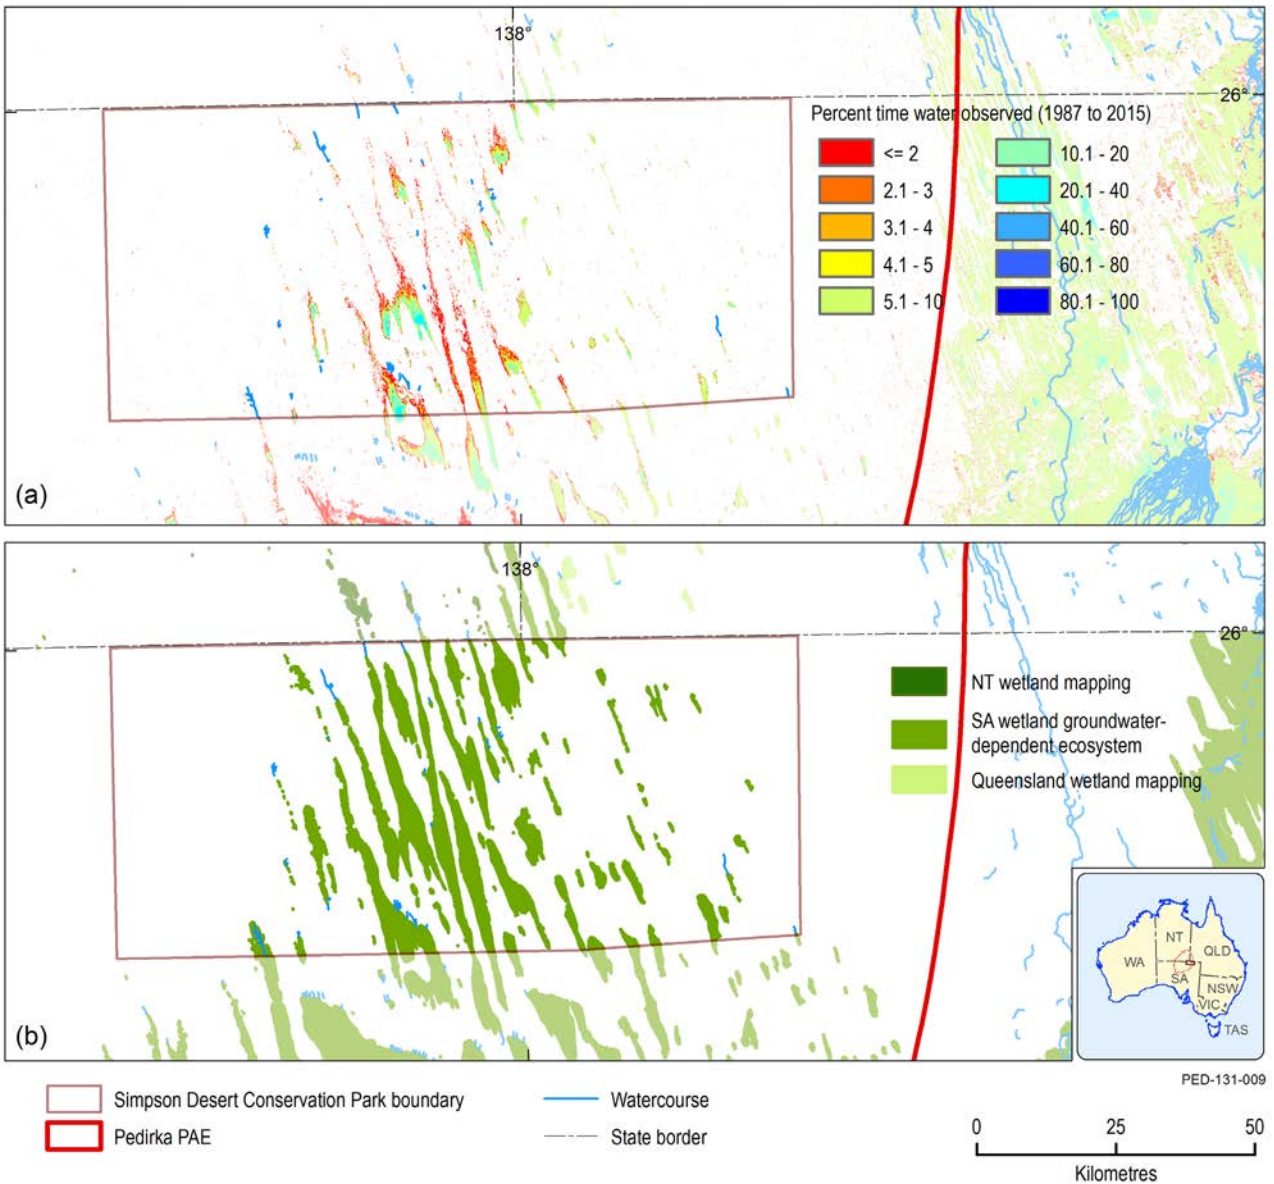 138°
26°
Percent time water observed (1987 to 2015)
<= 2
10.1 - 20
2.1 - 3
20.1 - 40
3.1 - 4
40.1 - 60
4.1 - 5
60.1 - 80
5.1 - 10
80.1 - 100
(a)
138°
26°
NT wetland mapping
SA wetland groundwater-
dependent ecosystem
Queensland wetland mapping
NT
QLD
WA
SA
NSW
VIC
TAS
(b)
PED-131-009
Simpson Desert Conservation Park boundary
Watercourse
Pedirka PAE
State border
0 25 50
Kilometres